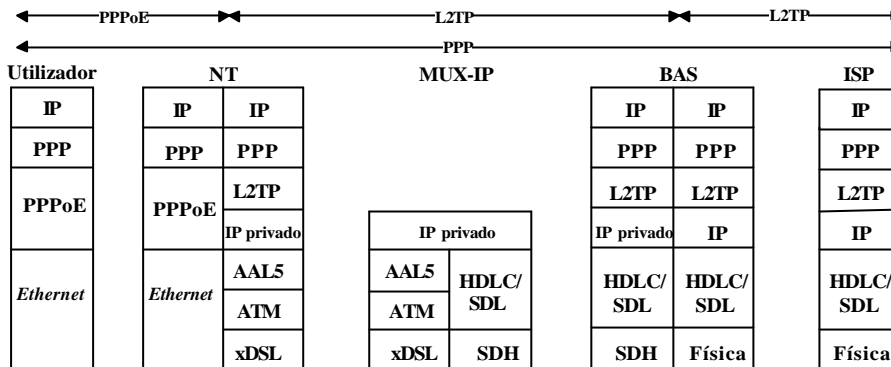 PPPoE L2TP L2TP
PPP
Utilizador NT MUX-IP BAS ISP
IP IP IP IP IP IP
PPP PPP PPP PPP PPP PPP
PPPoE PPPoE L2TP L2TP L2TP L2TP
IP privado IP privado IP privado IP IP
Ethernet Ethernet AAL5 AAL5 HDLC/ HDLC/ HDLC/ HDLC/
ATM ATM SDL SDL SDL SDL
xDSL xDSL SDH SDH Física Física